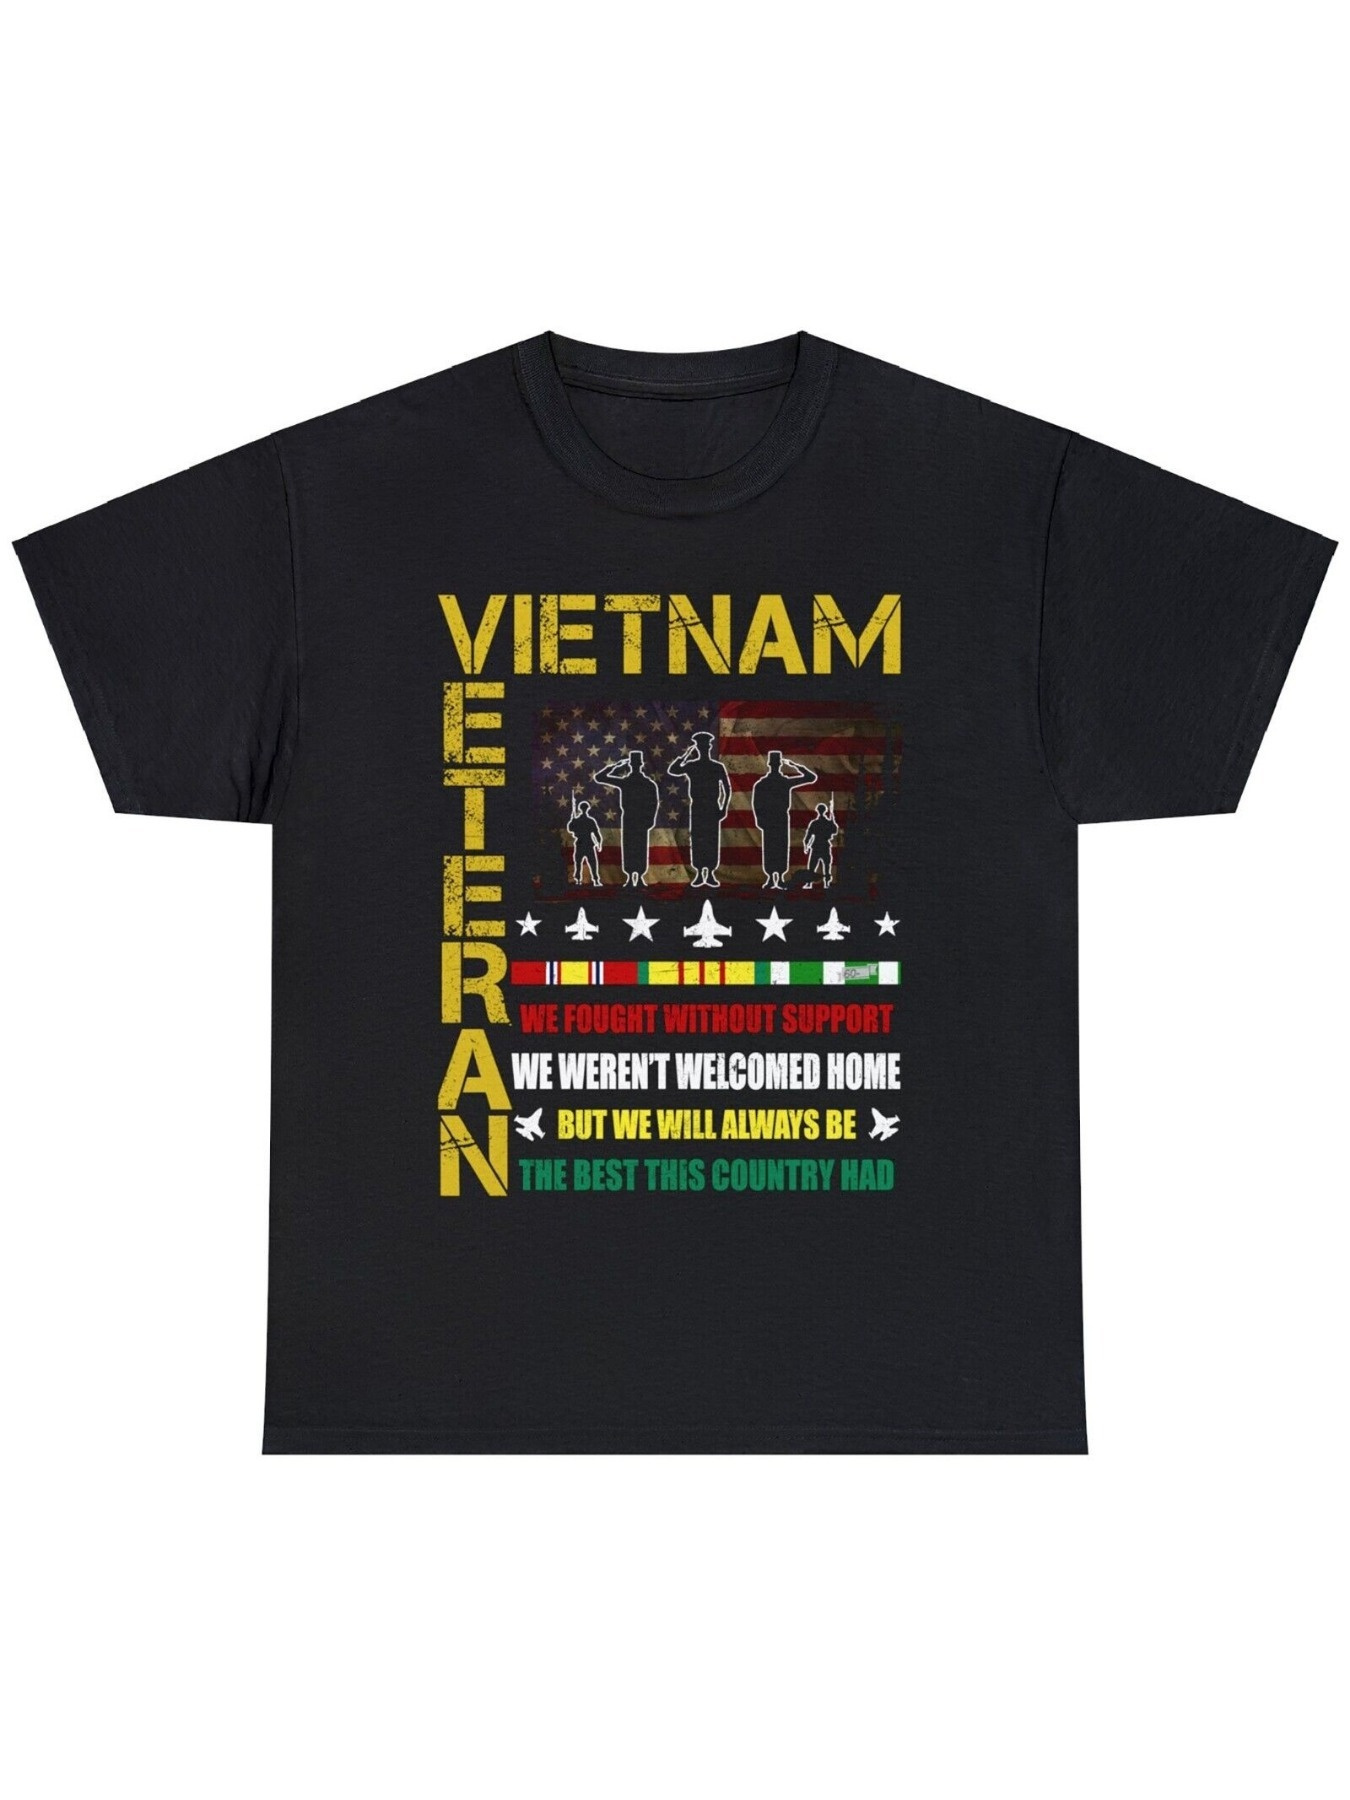 VIETNAM
VETERAN
60-
WE FOUGHT WITHOUT SUPPORT
WE WEREN'T WELCOMED HOME
BUT WE WILL ALWAYS BE
THE BEST THIS COUNTRY HAD